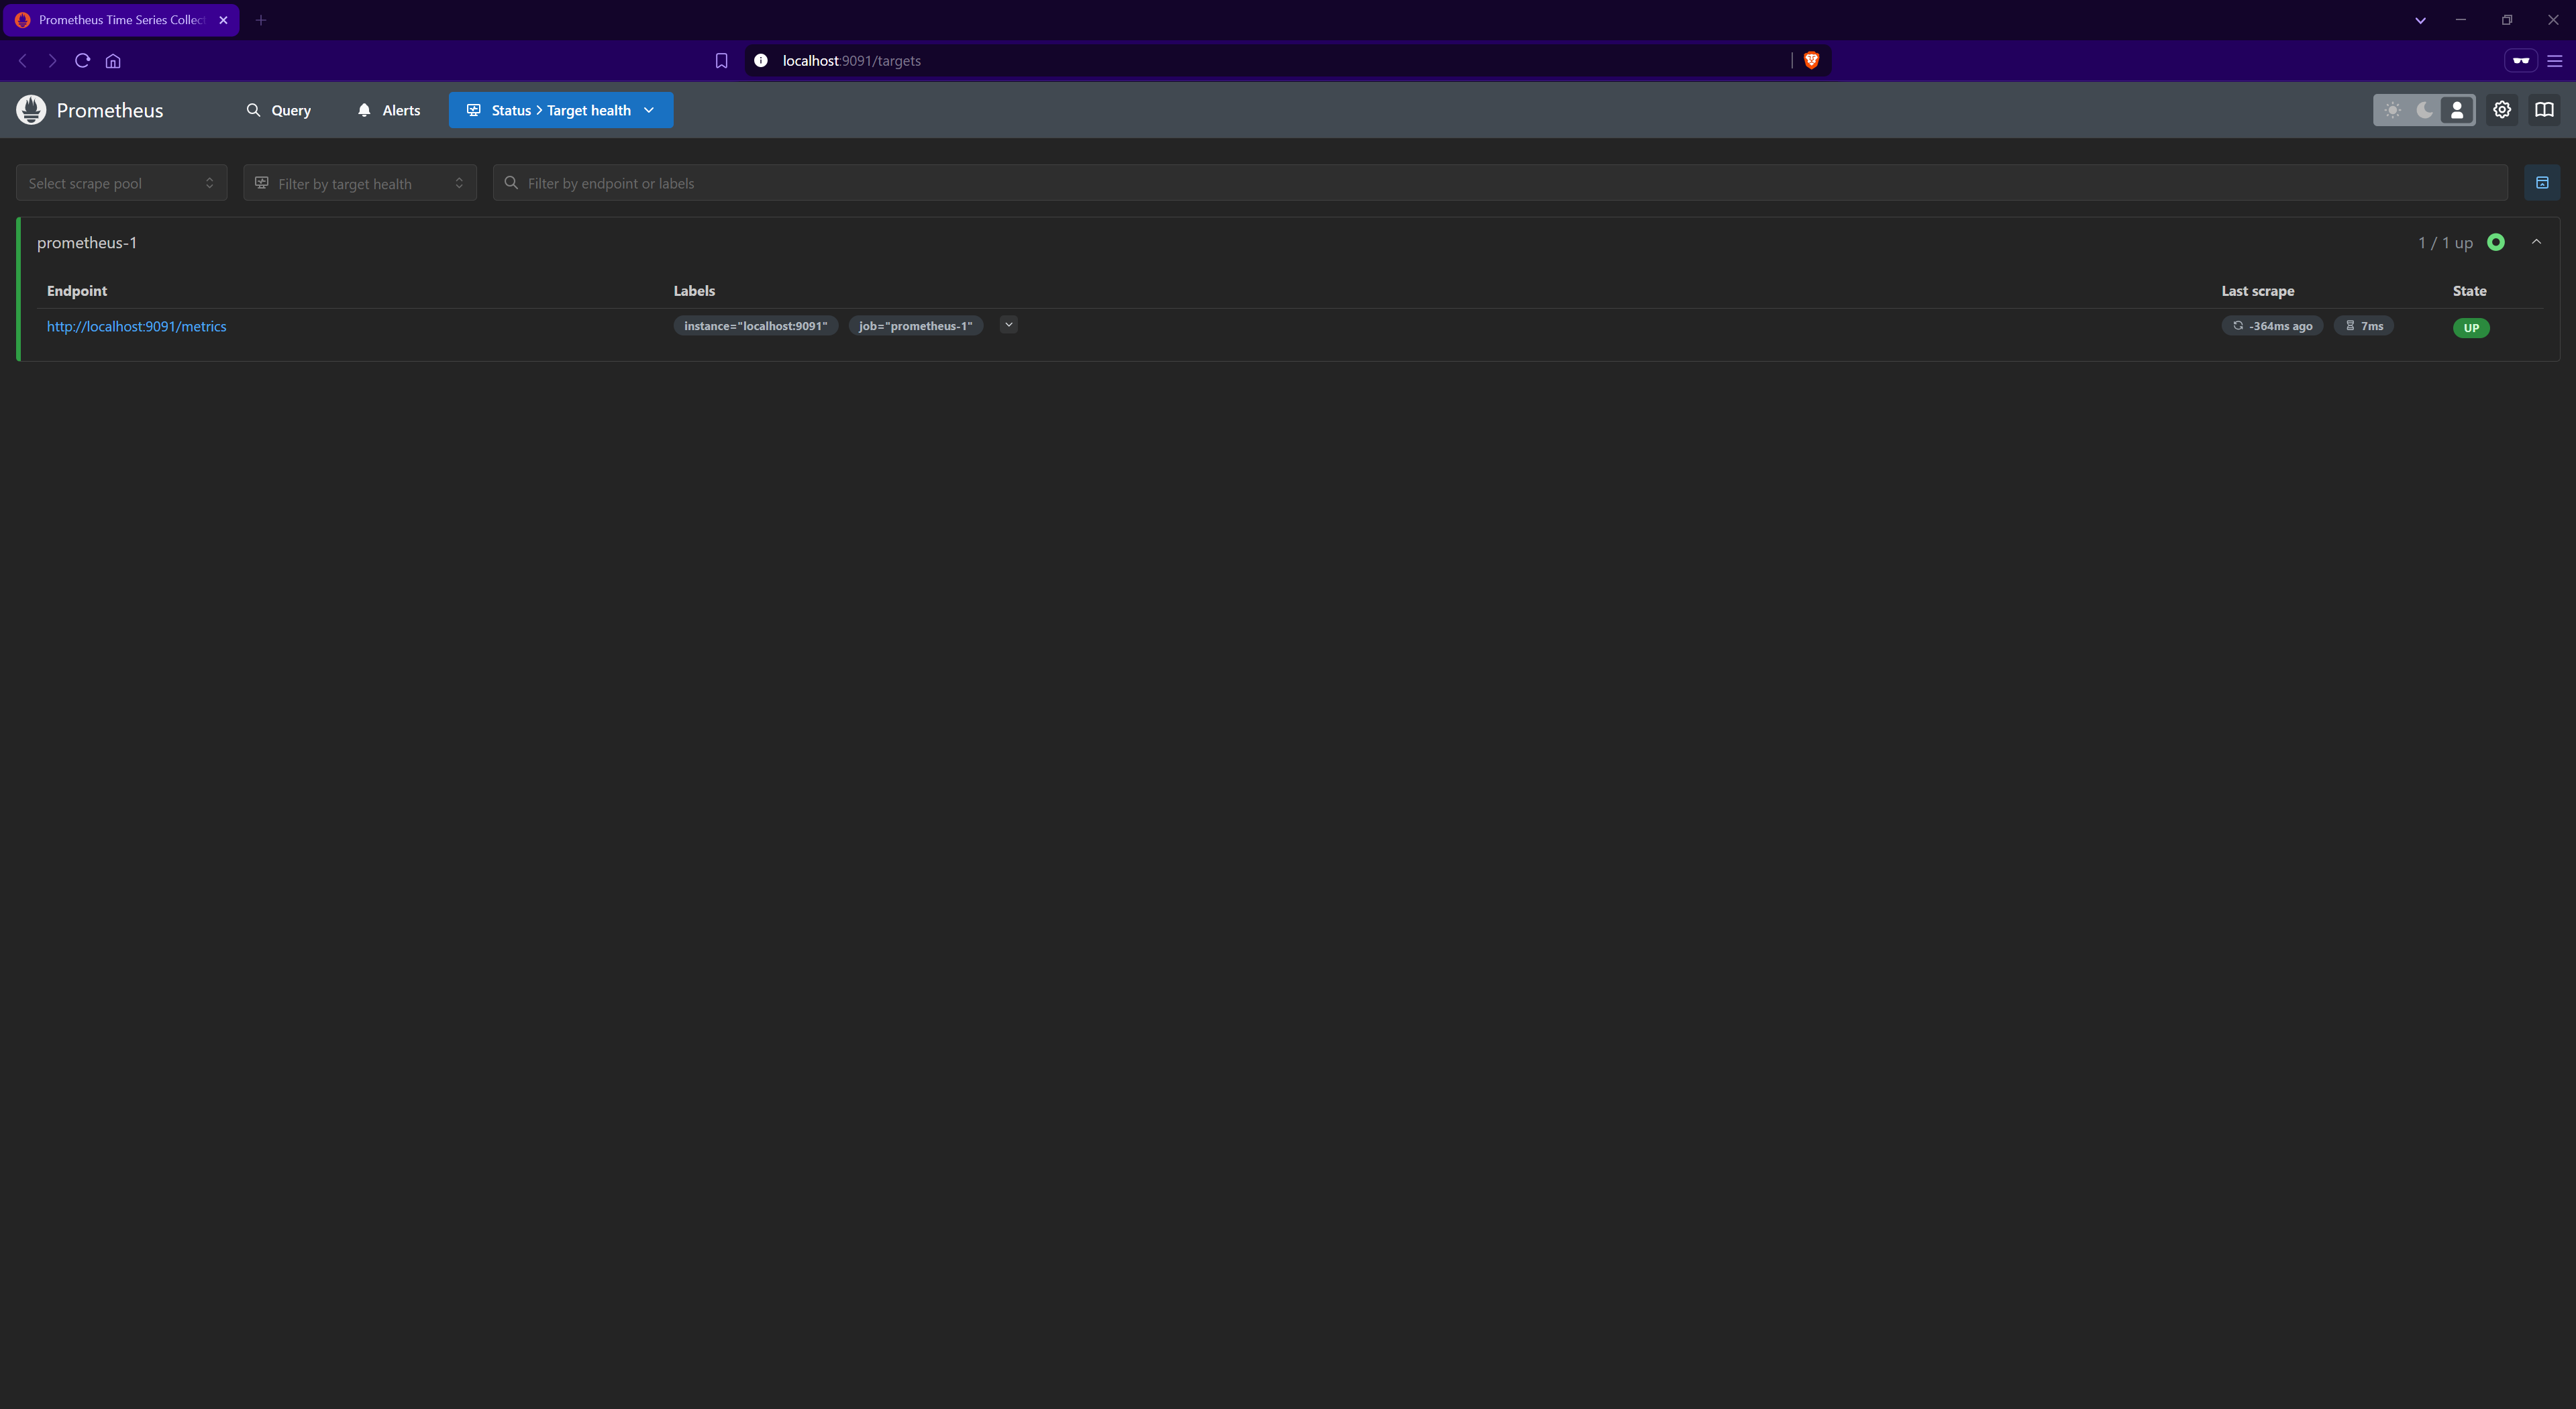 Prometheus Time Series Collec
localhost:9091/targets
Prometheus Query Alerts Status > Target health
Select scrape pool Filter by target health Filter by endpoint or labels
prometheus-1 1 / 1 up
Endpoint Labels Last scrape State
http://localhost:9091/metrics instance="localhost:9091" job="prometheus-1" -364ms ago 7ms UP